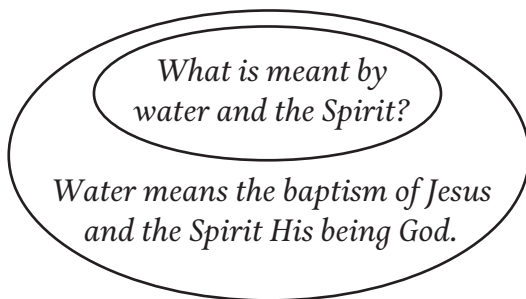 What is meant by
water and the Spirit?
Water means the baptism of Jesus
and the Spirit His being God.